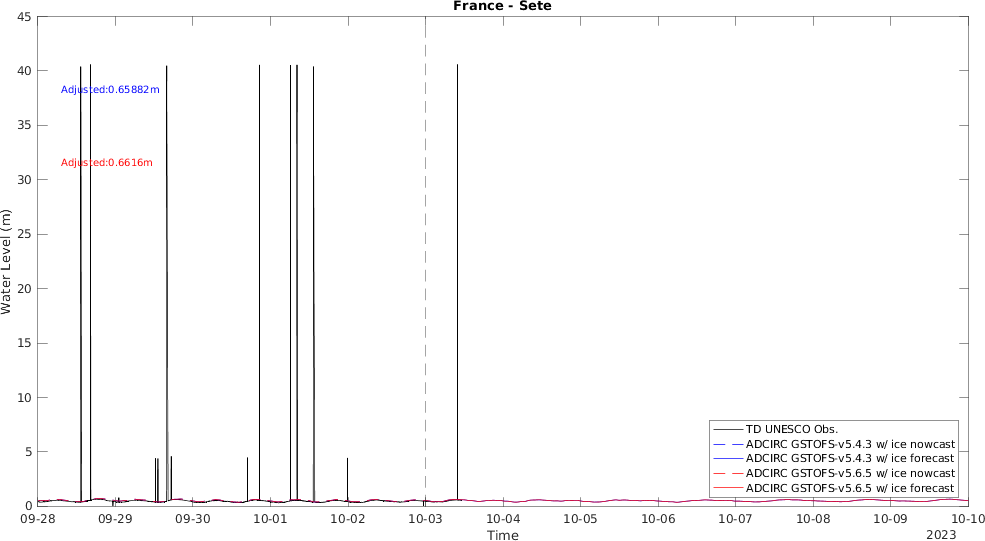 France - Sete
45
40
35
30
25
20
15
10
5
0
Water Level (m)
Adjusted:0.65882m
Adjusted:0.6616m
TD UNESCO Obs.
ADCIRC GSTOFS-v5.4.3 w/ ice nowcast
ADCIRC GSTOFS-v5.4.3 w/ ice forecast
ADCIRC GSTOFS-v5.6.5 w/ ice nowcast
ADCIRC GSTOFS-v5.6.5 w/ ice forecast
09-28 09-29 09-30 10-01 10-02 10-03 10-04 10-05 10-06 10-07 10-08 10-09 10-10
Time
2023